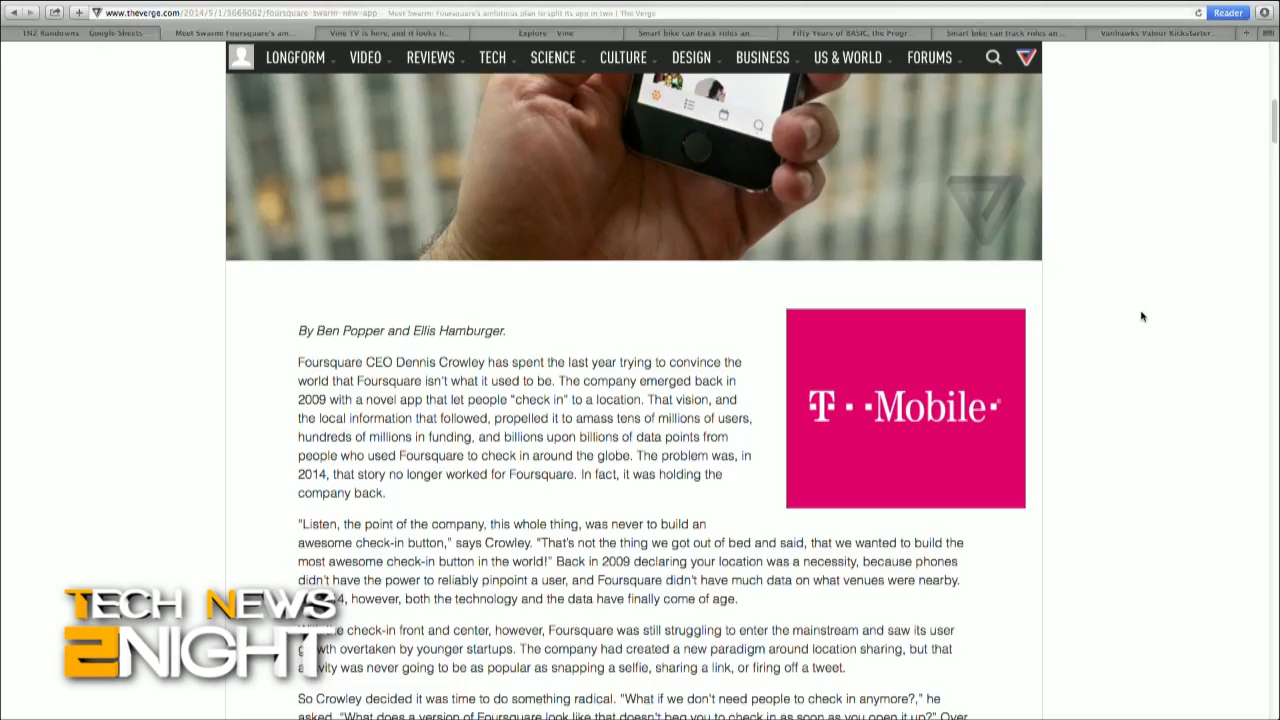 www.theverge.com/2014/5/1/5666062/foursquare-swarm-new-app – Meet Swarm: Foursquare's ambitious plan to split its app in two | The Verge
Reader
TN2 Rundowns – Google Sheets
Meet Swarm: Foursquare's am...
Vine TV is here, and it looks li...
Explore – Vine
Smart bike can track rides an...
Fifty Years of BASIC, the Progr...
Smart bike can track rides an...
Vanhawks Valour Kickstarter...
LONGFORM VIDEO REVIEWS TECH SCIENCE CULTURE DESIGN BUSINESS US & WORLD FORUMS
By Ben Popper and Ellis Hamburger.
Foursquare CEO Dennis Crowley has spent the last year trying to convince the
world that Foursquare isn't what it used to be. The company emerged back in
2009 with a novel app that let people “check in” to a location. That vision, and
the local information that followed, propelled it to amass tens of millions of users,
hundreds of millions in funding, and billions upon billions of data points from
people who used Foursquare to check in around the globe. The problem was, in
2014, that story no longer worked for Foursquare. In fact, it was holding the
company back.
T··Mobile·®
“Listen, the point of the company, this whole thing, was never to build an
awesome check-in button,” says Crowley. “That's not the thing we got out of bed and said, that we wanted to build the
most awesome check-in button in the world!” Back in 2009 declaring your location was a necessity, because phones
didn't have the power to reliably pinpoint a user, and Foursquare didn't have much data on what venues were nearby.
4, however, both the technology and the data have finally come of age.
the check-in front and center, however, Foursquare was still struggling to enter the mainstream and saw its user
growth overtaken by younger startups. The company had created a new paradigm around location sharing, but that
activity was never going to be as popular as snapping a selfie, sharing a link, or firing off a tweet.
So Crowley decided it was time to do something radical. “What if we don't need people to check in anymore?,” he
asked. “What does a version of Foursquare look like that doesn't beg you to check in as soon as you open it up?” Over
TECH NEWS
2NIGHT